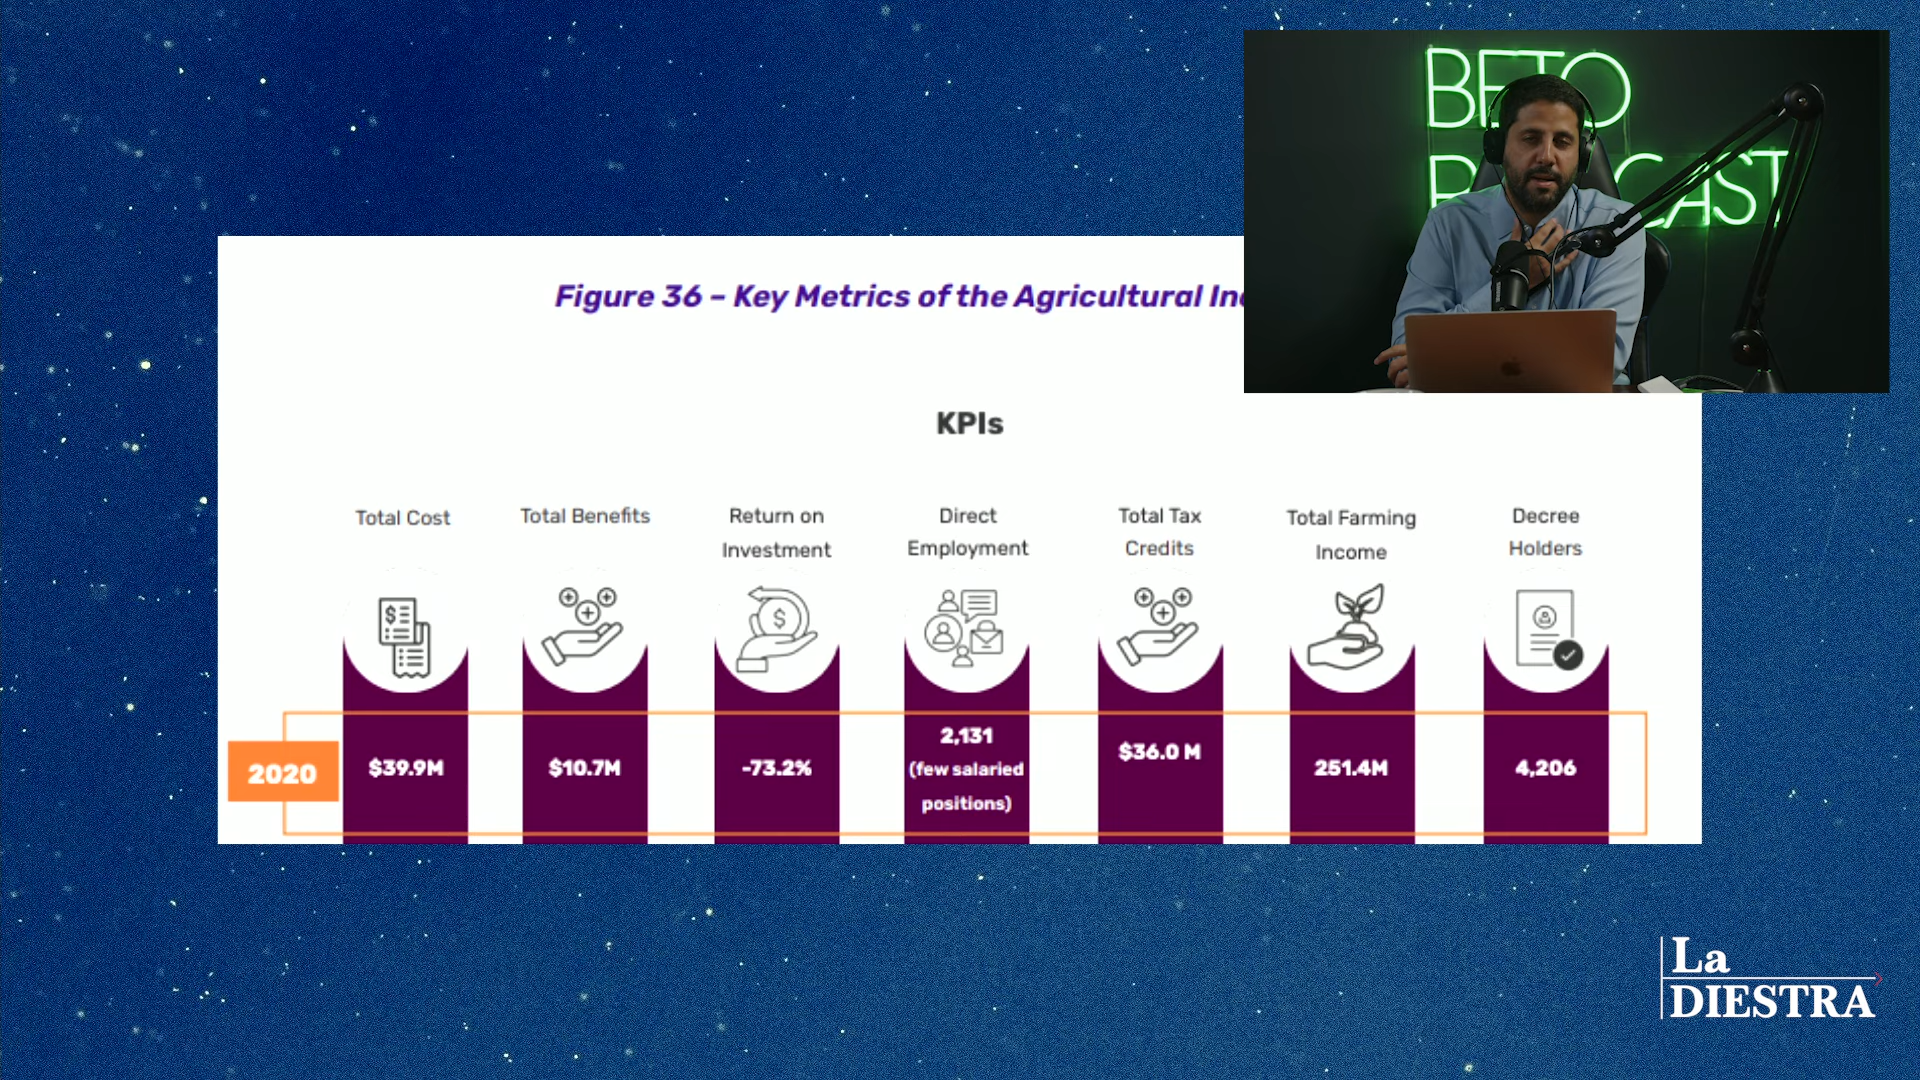 BETO
CAST
Figure 36 – Key Metrics of the Agricultural
KPIs
Total Cost
Total Benefits
Return on
Investment
Direct
Employment
Total Tax
Credits
Total Farming
Income
Decree
Holders
2020
$39.9M
$10.7M
-73.2%
2,131
(few salaried
positions)
$36.0 M
251.4M
4,206
La
DIESTRA